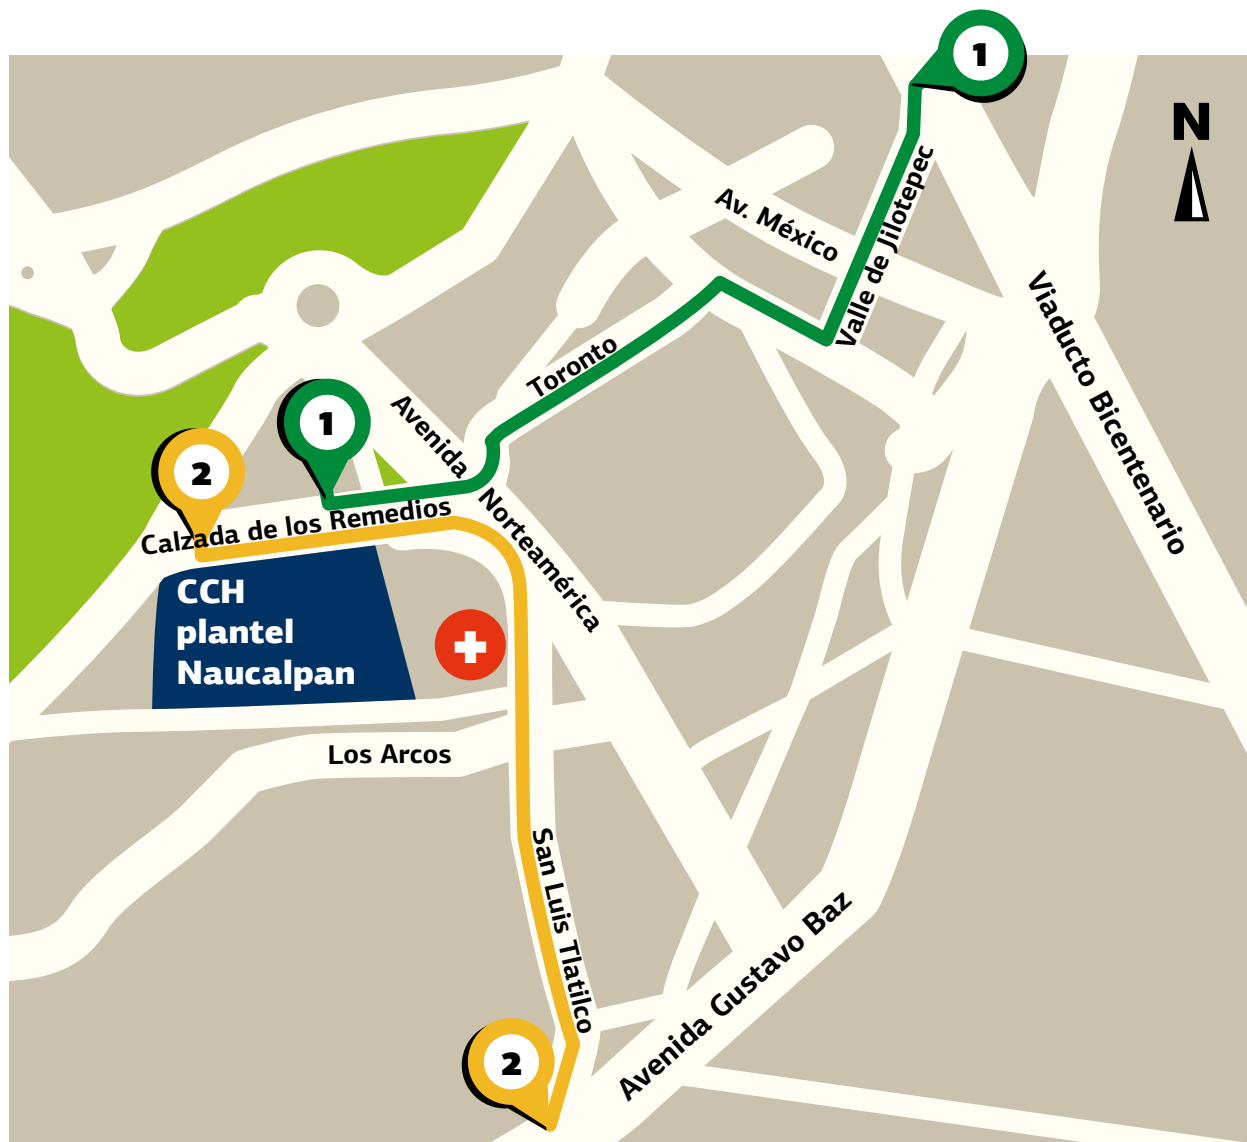 1
N
Av. México
Valle de Jilotepec
Viaducto Bicentenario
Toronto
Avenida
Norteamérica
1
2
Calzada de los Remedios
CCH
plantel
Naucalpan
Los Arcos
San Luis Tlatilco
Avenida Gustavo Baz
2